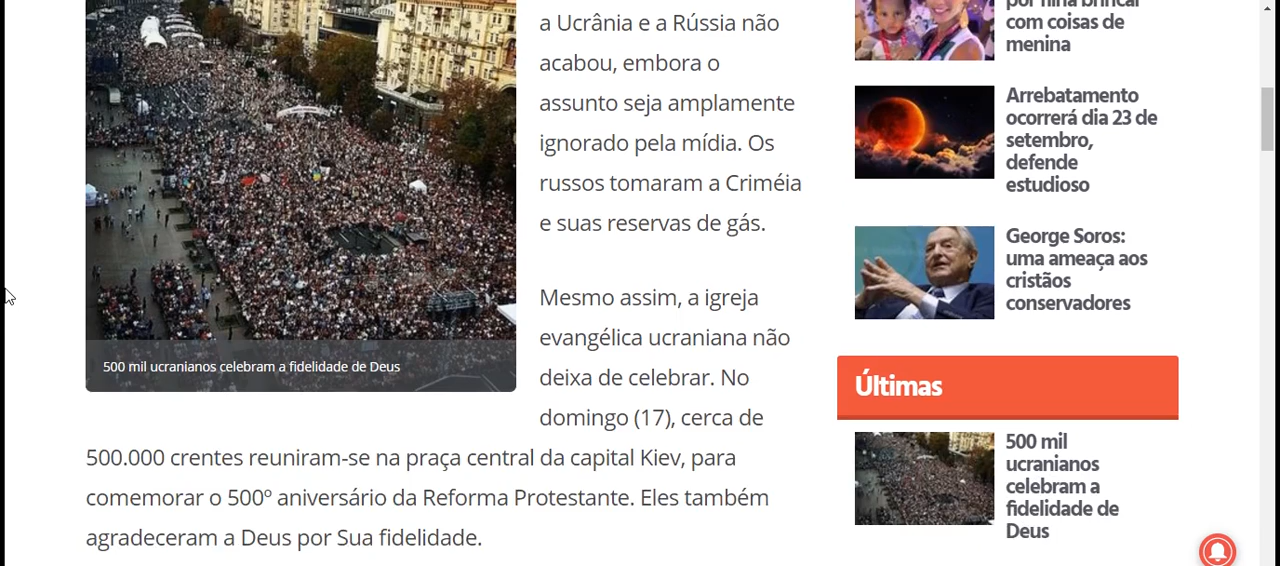 a Ucrânia e a Rússia não
acabou, embora o
assunto seja amplamente
ignorado pela mídia. Os
russos tomaram a Criméia
e suas reservas de gás.
Mesmo assim, a igreja
evangélica ucraniana não
deixa de celebrar. No
domingo (17), cerca de
500.000 crentes reuniram-se na praça central da capital Kiev, para
comemorar o 500º aniversário da Reforma Protestante. Eles também
agradeceram a Deus por Sua fidelidade.
500 mil ucranianos celebram a fidelidade de Deus
por filha brincar
com coisas de
menina
Arrebatamento
ocorrerá dia 23 de
setembro,
defende
estudioso
George Soros:
uma ameaça aos
cristãos
conservadores
Últimas
500 mil
ucranianos
celebram a
fidelidade de
Deus